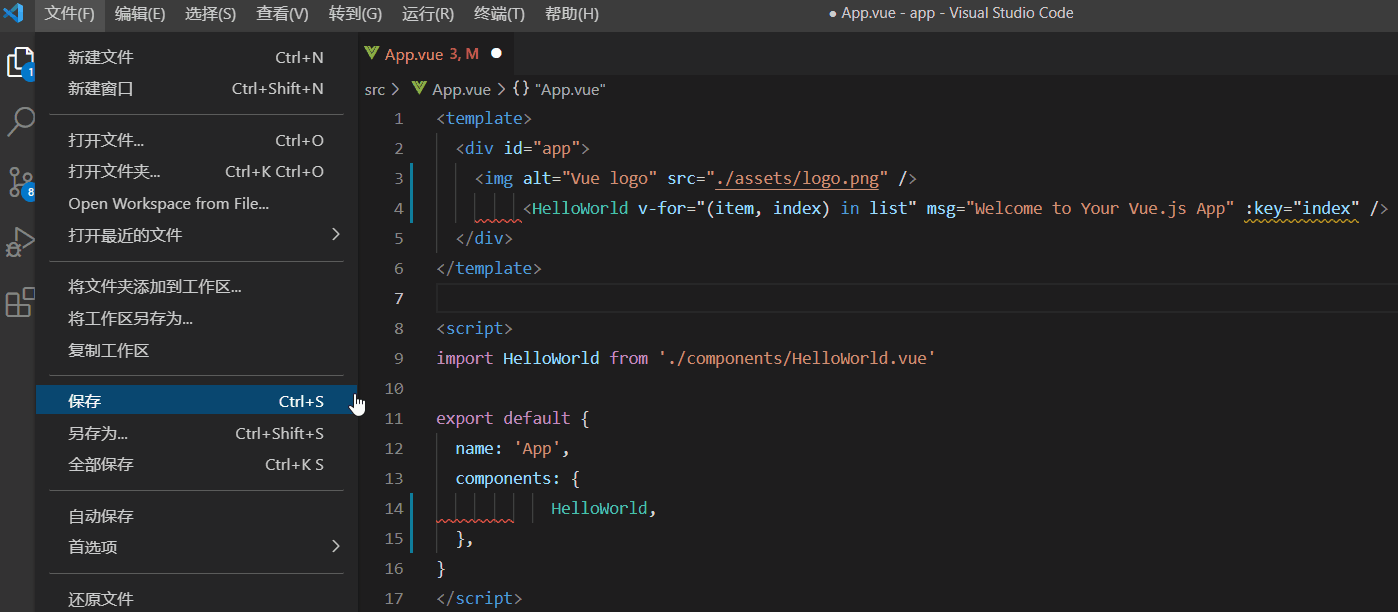 文件(F) 编辑(E) 选择(S) 查看(V) 转到(G) 运行(R) 终端(T) 帮助(H) ● App.vue - app - Visual Studio Code
1
8
新建文件 Ctrl+N
新建窗口 Ctrl+Shift+N
打开文件... Ctrl+O
打开文件夹... Ctrl+K Ctrl+O
Open Workspace from File...
打开最近的文件
将文件夹添加到工作区...
将工作区另存为...
复制工作区
保存 Ctrl+S
另存为... Ctrl+Shift+S
全部保存 Ctrl+K S
自动保存
首选项
还原文件
App.vue 3, M ●
src > App.vue > {} "App.vue"
1 <template>
2 <div id="app">
3 <img alt="Vue logo" src="./assets/logo.png" />
4 <HelloWorld v-for="(item, index) in list" msg="Welcome to Your Vue.js App" :key="index" />
5 </div>
6 </template>
7
8 <script>
9 import HelloWorld from './components/HelloWorld.vue'
10
11 export default {
12 name: 'App',
13 components: {
14 HelloWorld,
15 },
16 }
17 </script>